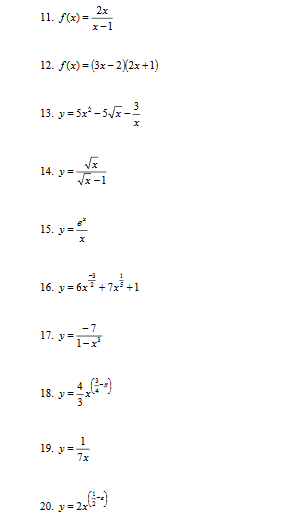 11. f(x) = 2x/(x−1)
12. f(x) = (3x−2)(2x+1)
13. y = 5x² − 5√x − 3/x
14. y = √x/(√x−1)
15. y = eˣ/x
16. y = 6x^(−3/2) + 7x^(1/3) + 1
17. y = −7/(1−x³)
18. y = 4/3 x^(3/4−π)
19. y = 1/(7x)
20. y = 2x^(1/2−e)